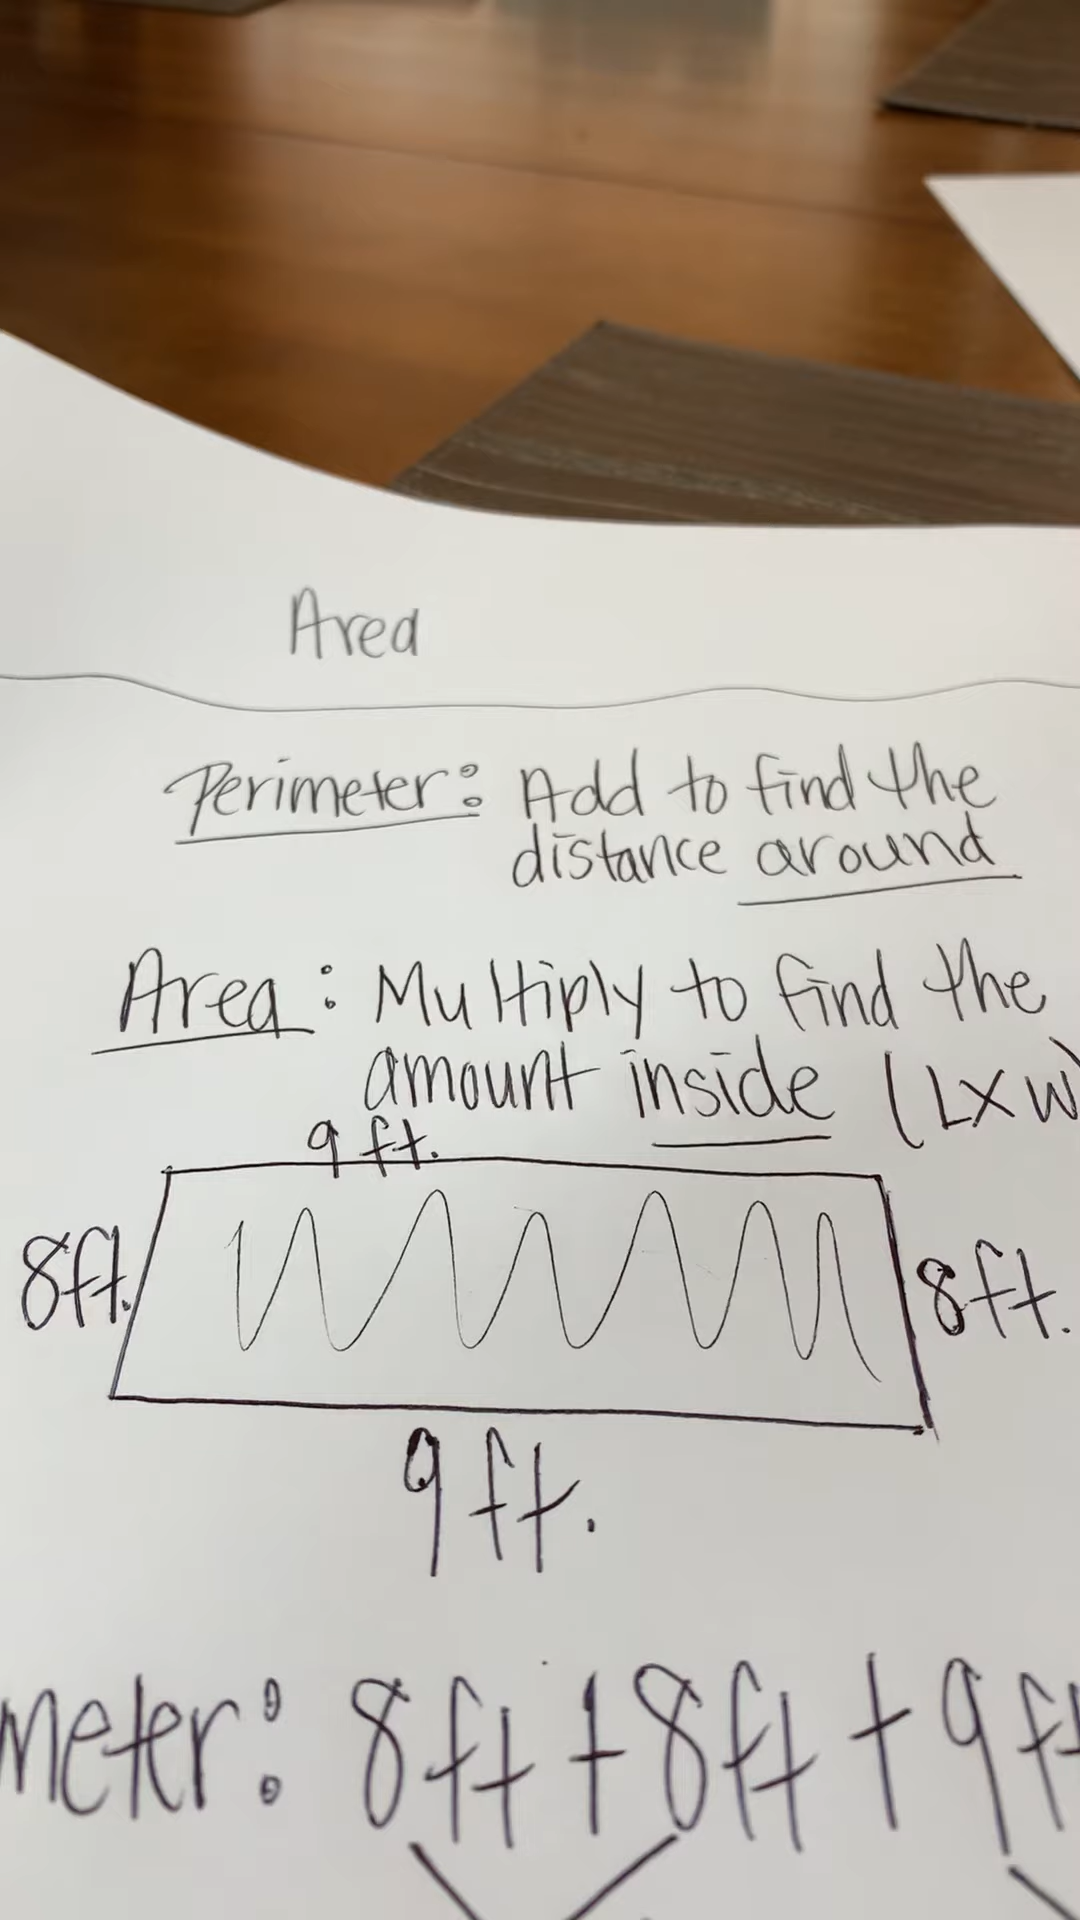 Area
Perimeter: Add to find the
distance around
Area: Multiply to find the
amount inside (LXW)
9 ft.
8ft. 8ft.
9 ft.
meter: 8ft + 8ft + 9ft